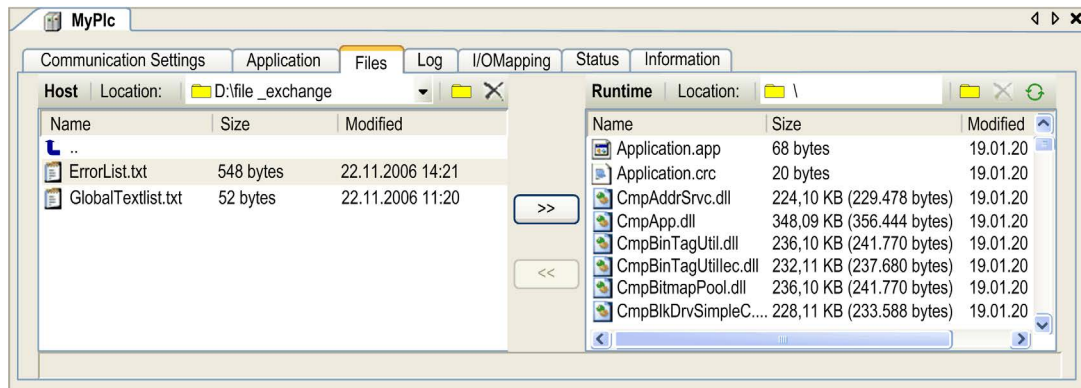 MyPlc
Communication Settings Application Files Log I/OMapping Status Information
Host Location: D:\file _exchange
Name Size Modified
..
ErrorList.txt 548 bytes 22.11.2006 14:21
GlobalTextlist.txt 52 bytes 22.11.2006 11:20
>>
<<
Runtime Location: \
Name Size Modified
Application.app 68 bytes 19.01.20
Application.crc 20 bytes 19.01.20
CmpAddrSrvc.dll 224,10 KB (229.478 bytes) 19.01.20
CmpApp.dll 348,09 KB (356.444 bytes) 19.01.20
CmpBinTagUtil.dll 236,10 KB (241.770 bytes) 19.01.20
CmpBinTagUtilIec.dll 232,11 KB (237.680 bytes) 19.01.20
CmpBitmapPool.dll 236,10 KB (241.770 bytes) 19.01.20
CmpBlkDrvSimpleC.... 228,11 KB (233.588 bytes) 19.01.20